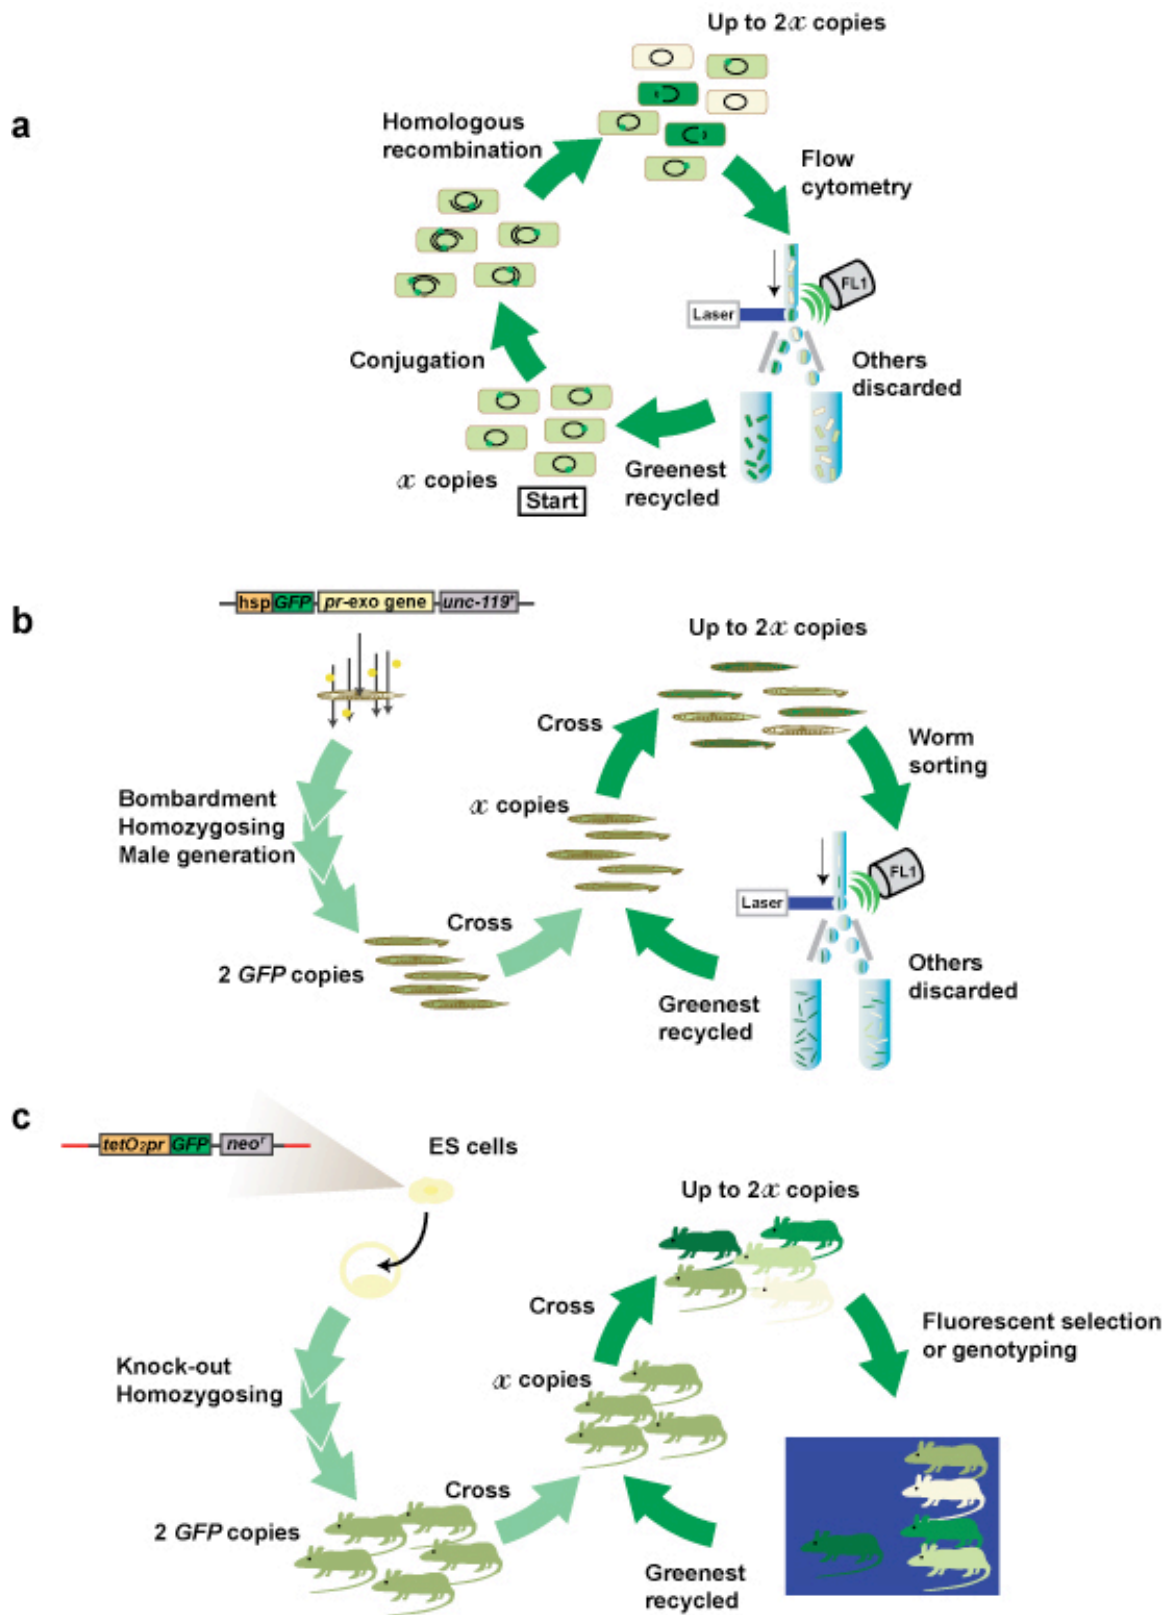 a
Up to 2x copies
Homologous
recombination
Flow
cytometry
FL1
Laser
Conjugation
Others
discarded
x copies
Greenest
recycled
Start
b
hsp GFP pr-exo gene unc-119+
Up to 2x copies
Cross
Worm
sorting
Bombardment
Homozygosing
Male generation
x copies
FL1
Laser
Cross
2 GFP copies
Others
discarded
Greenest
recycled
c
tetO2pr GFP neor
ES cells
Up to 2x copies
Cross
Fluorescent selection
or genotyping
Knock-out
Homozygosing
x copies
Cross
2 GFP copies
Greenest
recycled